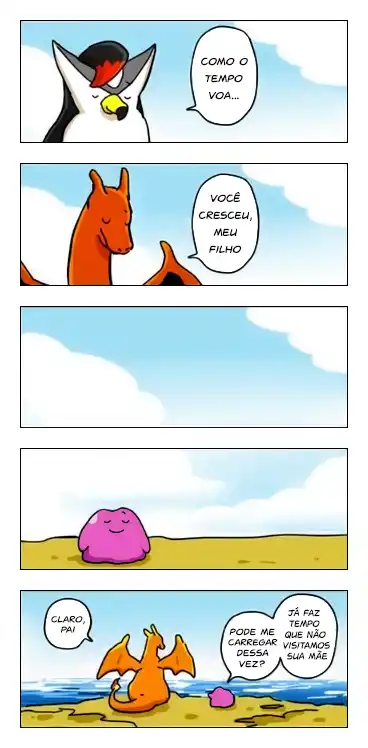 COMO O
TEMPO
VOA...
VOCÊ
CRESCEU,
MEU
FILHO
CLARO,
PAI
JÁ FAZ
TEMPO
QUE NÃO
VISITAMOS
SUA MÃE
PODE ME
CARREGAR
DESSA
VEZ?